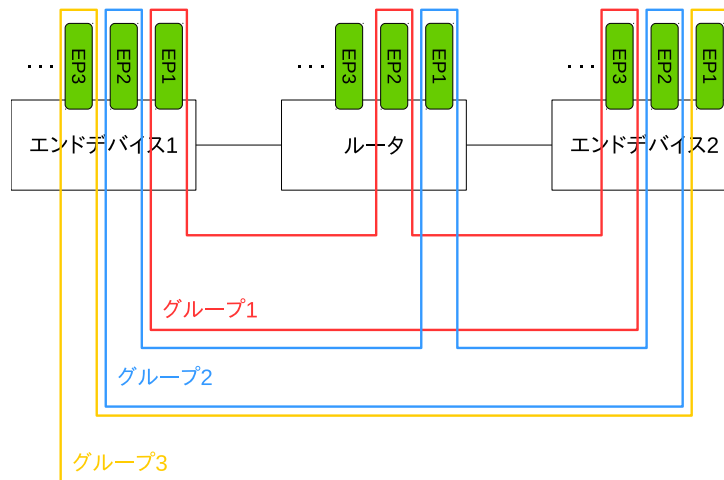 ... EP3 EP2 EP1
... EP3 EP2 EP1
... EP3 EP2 EP1
エンドデバイス1
ルータ
エンドデバイス2
グループ1
グループ2
グループ3